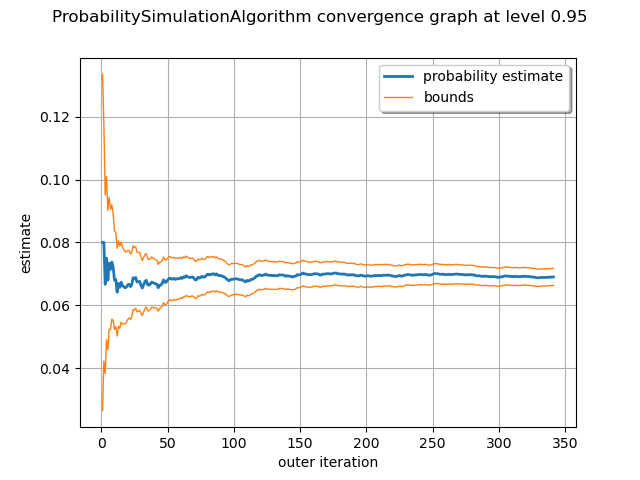 ProbabilitySimulationAlgorithm convergence graph at level 0.95
probability estimate
bounds
0.12
0.10
0.08
0.06
0.04
estimate
0 50 100 150 200 250 300 350
outer iteration